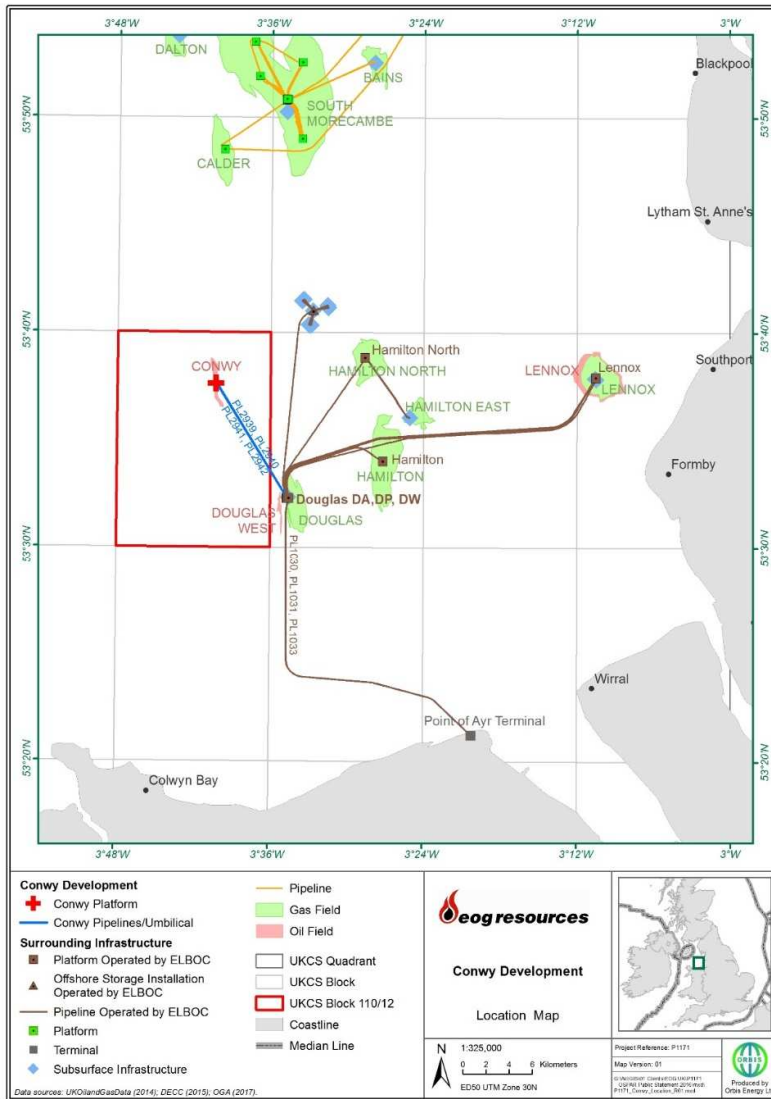 3°48'W 3°36'W 3°24'W 3°12'W 3°W
DALTON
BAINS
Blackpool
SOUTH
MORECAMBE
53°50'N 53°50'N
CALDER
Lytham St. Anne's
53°40'N 53°40'N
Hamilton North
HAMILTON NORTH
CONWY
LENNOX
Lennox
LENNOX
Southport
HAMILTON EAST
PL2939, PL2940
PL2941, PL2942
Hamilton
HAMILTON
Formby
Douglas DA,DP, DW
DOUGLAS
WEST
DOUGLAS
53°30'N 53°30'N
PL1030, PL1031, PL1033
Wirral
Point of Ayr Terminal
53°20'N 53°20'N
Colwyn Bay
3°48'W 3°36'W 3°24'W 3°12'W 3°W
Conwy Development
Conwy Platform
Conwy Pipelines/Umbilical
Surrounding Infrastructure
Platform Operated by ELBOC
Offshore Storage Installation
Operated by ELBOC
Pipeline Operated by ELBOC
Platform
Terminal
Subsurface Infrastructure
Pipeline
Gas Field
Oil Field
UKCS Quadrant
UKCS Block
UKCS Block 110/12
Coastline
Median Line
Data sources: UKOilandGasData (2014); DECC (2015); OGA (2017).
eog resources
Conwy Development
Location Map
N
1:325,000
0 2 4 6 Kilometers
ED50 UTM Zone 30N
Project Reference: P1171
Map Version: 01
P1171_Conwy_Location_R01.mxd
ORBIS
Produced by
Orbis Energy Ltd